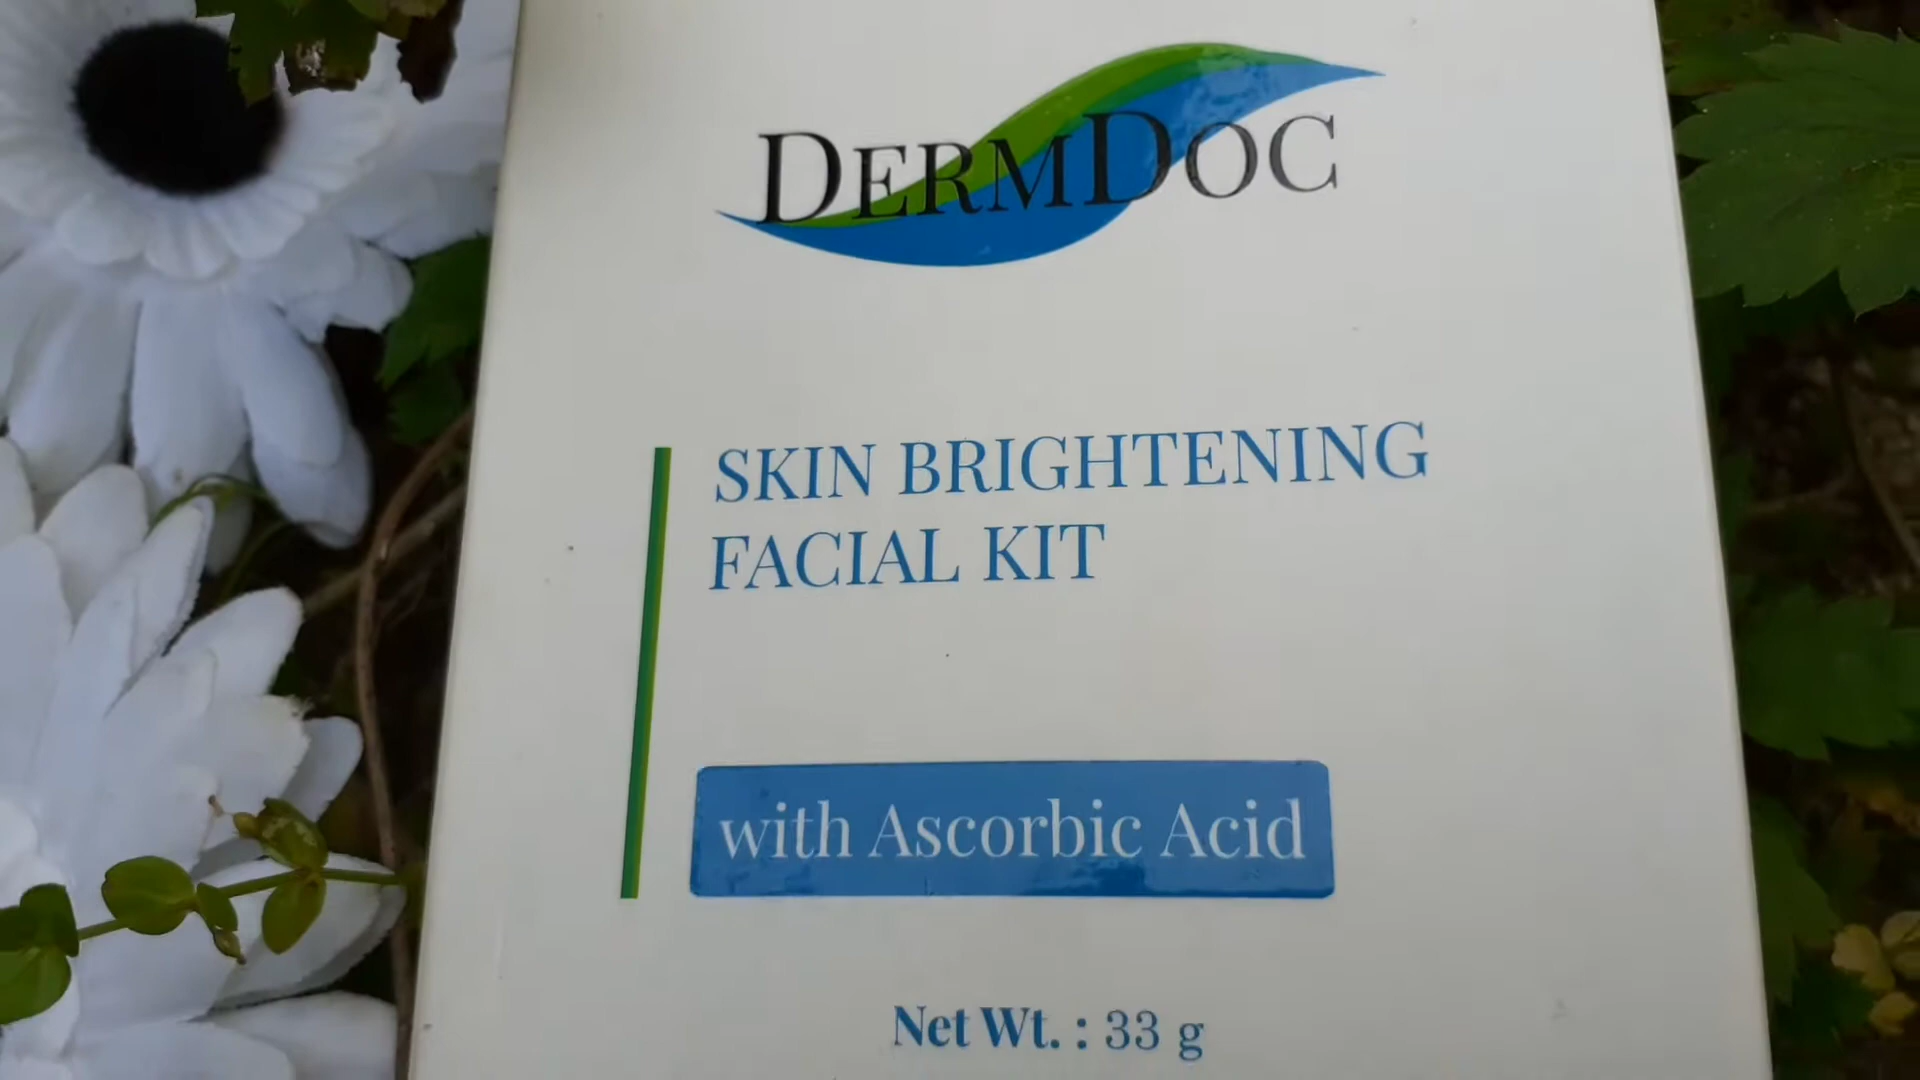 DERMDOC
SKIN BRIGHTENING
FACIAL KIT
with Ascorbic Acid
Net Wt. : 33 g